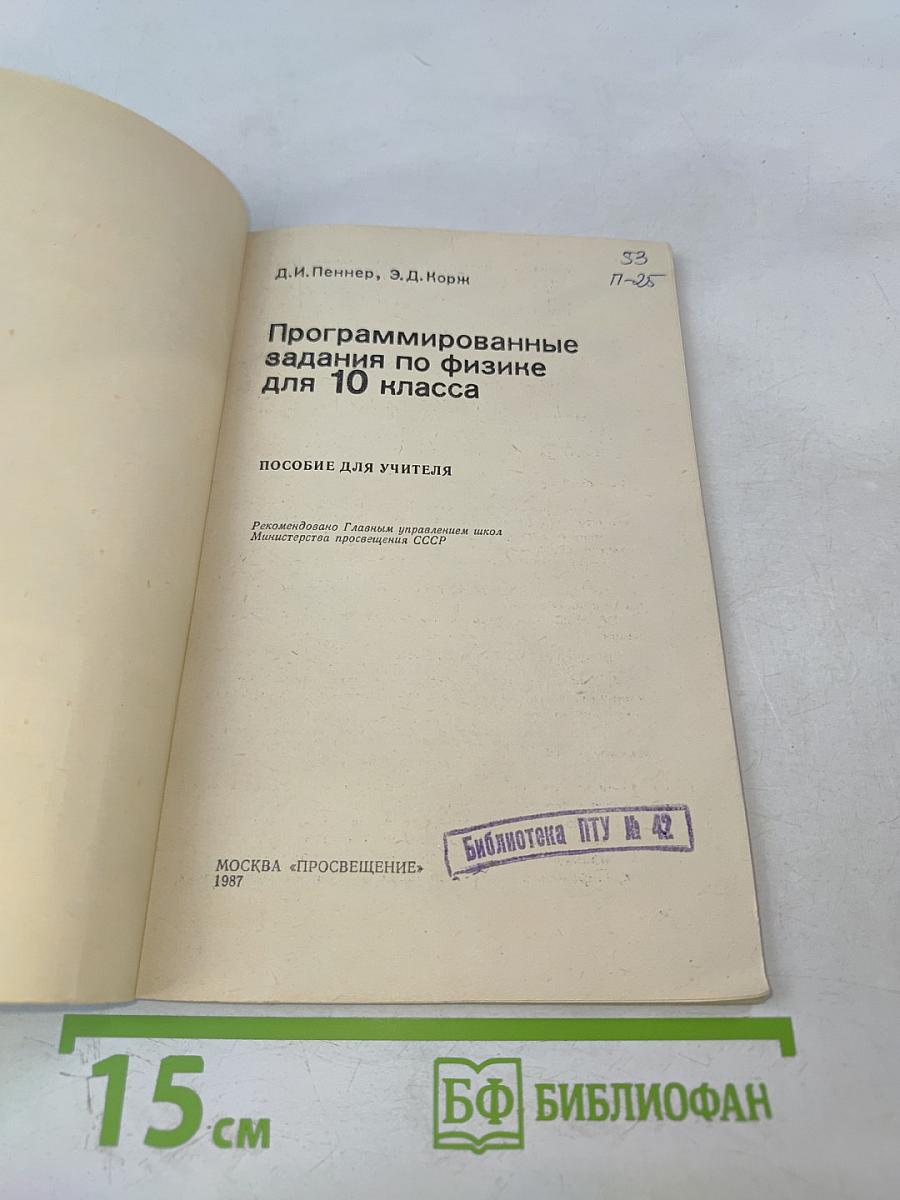 53
П-25
Д.И.Пеннер, Э.Д.Корж
Программированные
задания по физике
для 10 класса
ПОСОБИЕ ДЛЯ УЧИТЕЛЯ
Рекомендовано Главным управлением школ
Министерства просвещения СССР
Библиотека ПТУ № 42
МОСКВА «ПРОСВЕЩЕНИЕ»
1987
15 см
БФ БИБЛИОФАН